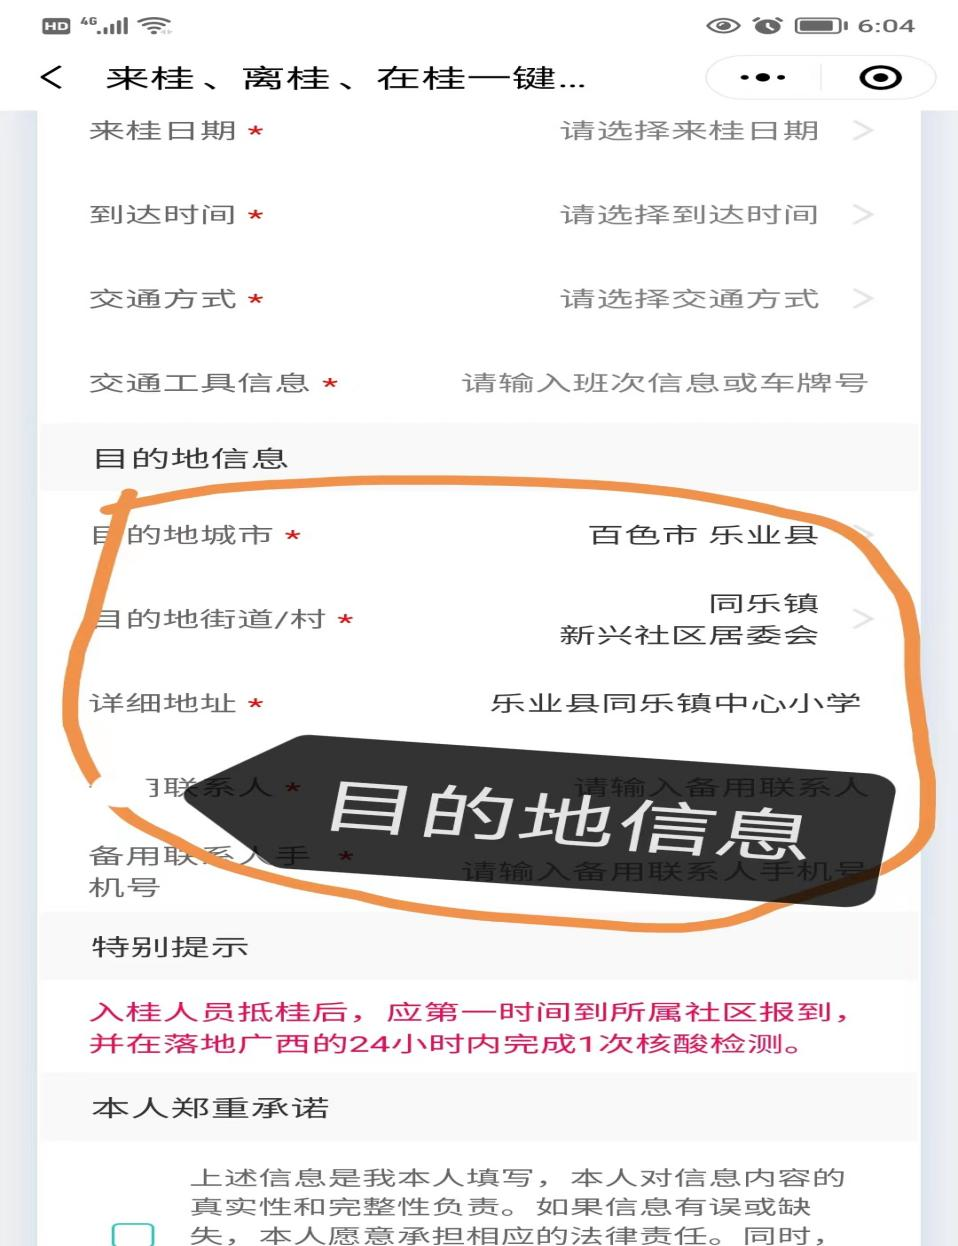 HD 4G 6:04
来桂、离桂、在桂一键...
来桂日期 * 请选择来桂日期 >
到达时间 * 请选择到达时间 >
交通方式 * 请选择交通方式 >
交通工具信息 * 请输入班次信息或车牌号
目的地信息
目的地城市 * 百色市 乐业县 >
目的地街道/村 * 同乐镇
新兴社区居委会 >
详细地址 * 乐业县同乐镇中心小学
用联系人 * 请输入备用联系人
目的地信息
备用联系人手 * 请输入备用联系人手机号
机号
特别提示
入桂人员抵桂后，应第一时间到所属社区报到，
并在落地广西的24小时内完成1次核酸检测。
本人郑重承诺
上述信息是我本人填写，本人对信息内容的
真实性和完整性负责。如果信息有误或缺
失，本人愿意承担相应的法律责任。同时，